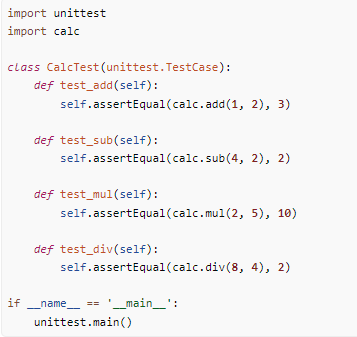 import unittest
import calc

class CalcTest(unittest.TestCase):
    def test_add(self):
        self.assertEqual(calc.add(1, 2), 3)

    def test_sub(self):
        self.assertEqual(calc.sub(4, 2), 2)

    def test_mul(self):
        self.assertEqual(calc.mul(2, 5), 10)

    def test_div(self):
        self.assertEqual(calc.div(8, 4), 2)

if __name__ == '__main__':
    unittest.main()